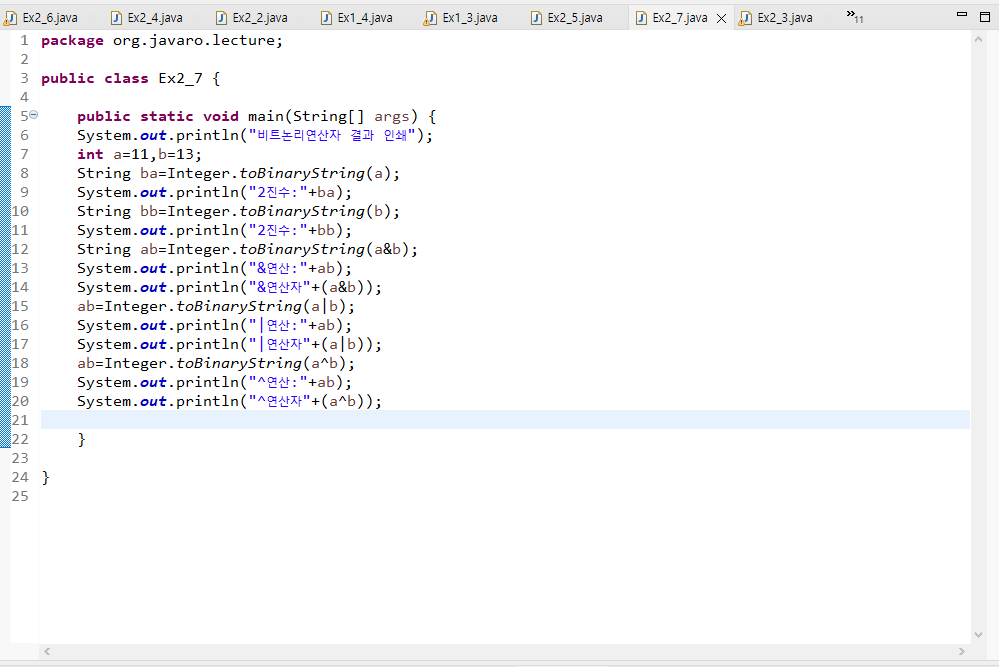 Ex2_6.java Ex2_4.java Ex2_2.java Ex1_4.java Ex1_3.java Ex2_5.java Ex2_7.java Ex2_3.java »11
1 package org.javaro.lecture;
2
3 public class Ex2_7 {
4
5 public static void main(String[] args) {
6 System.out.println("비트논리연산자 결과 인쇄");
7 int a=11,b=13;
8 String ba=Integer.toBinaryString(a);
9 System.out.println("2진수:"+ba);
10 String bb=Integer.toBinaryString(b);
11 System.out.println("2진수:"+bb);
12 String ab=Integer.toBinaryString(a&b);
13 System.out.println("&연산:"+ab);
14 System.out.println("&연산자"+(a&b));
15 ab=Integer.toBinaryString(a|b);
16 System.out.println("|연산:"+ab);
17 System.out.println("|연산자"+(a|b));
18 ab=Integer.toBinaryString(a^b);
19 System.out.println("^연산:"+ab);
20 System.out.println("^연산자"+(a^b));
21
22 }
23
24 }
25